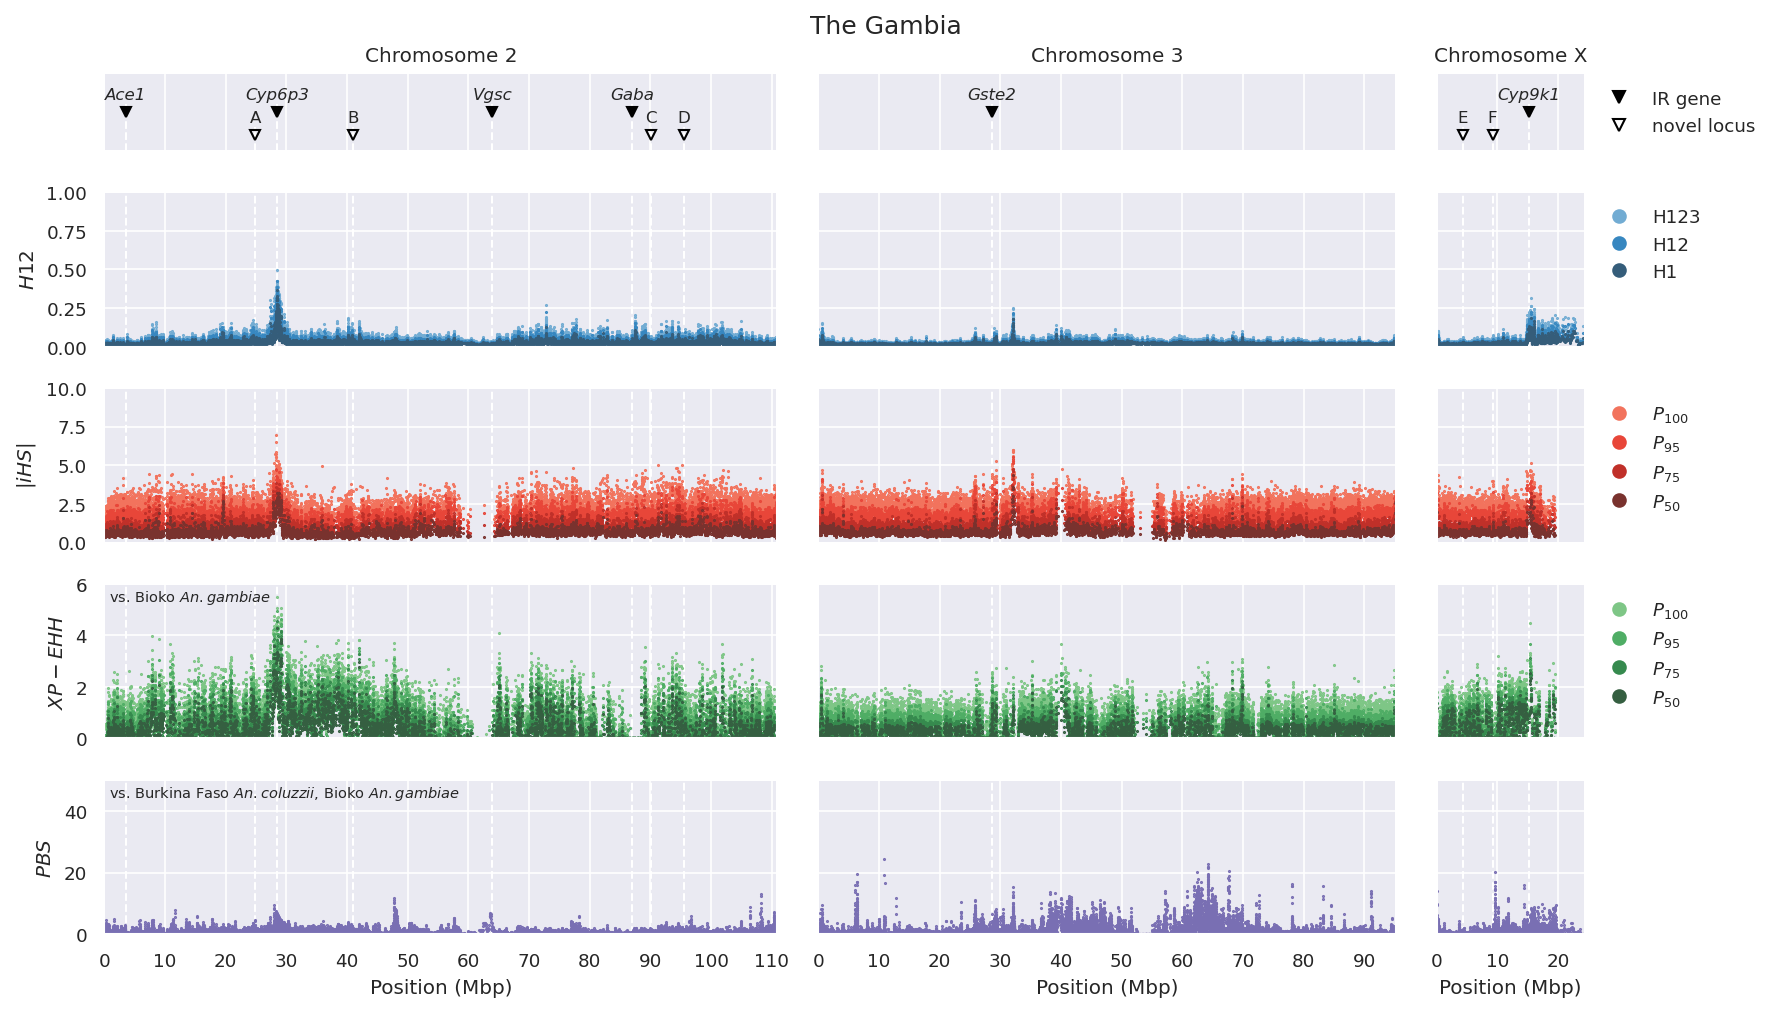 The Gambia
Chromosome 2 Chromosome 3 Chromosome X
Ace1 Cyp6p3 Vgsc Gaba Gste2 Cyp9k1
A B C D E F
IR gene
novel locus
1.00
0.75
0.50
0.25
0.00
H12
H123
H12
H1
10.0
7.5
5.0
2.5
0.0
|iHS|
P100
P95
P75
P50
vs. Bioko An. gambiae
6
4
2
0
XP − EHH
P100
P95
P75
P50
vs. Burkina Faso An. coluzzii, Bioko An. gambiae
40
20
0
PBS
0 10 20 30 40 50 60 70 80 90 100 110 0 10 20 30 40 50 60 70 80 90 0 10 20
Position (Mbp) Position (Mbp) Position (Mbp)